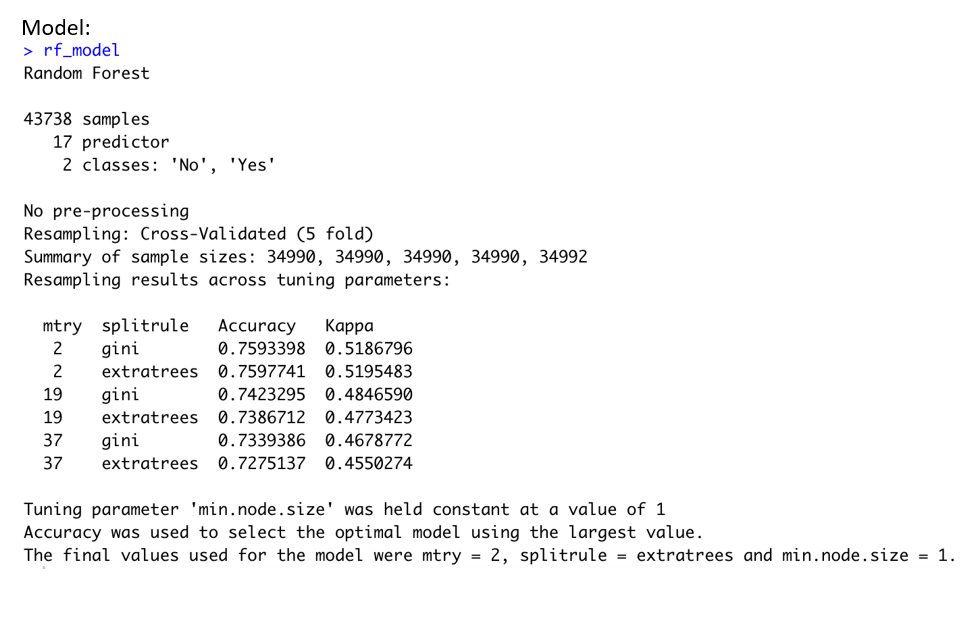 Model:
> rf_model
Random Forest
43738 samples
17 predictor
2 classes: 'No', 'Yes'
No pre-processing
Resampling: Cross-Validated (5 fold)
Summary of sample sizes: 34990, 34990, 34990, 34990, 34992
Resampling results across tuning parameters:
mtry splitrule Accuracy Kappa
2 gini 0.7593398 0.5186796
2 extratrees 0.7597741 0.5195483
19 gini 0.7423295 0.4846590
19 extratrees 0.7386712 0.4773423
37 gini 0.7339386 0.4678772
37 extratrees 0.7275137 0.4550274
Tuning parameter 'min.node.size' was held constant at a value of 1
Accuracy was used to select the optimal model using the largest value.
The final values used for the model were mtry = 2, splitrule = extratrees and min.node.size = 1.